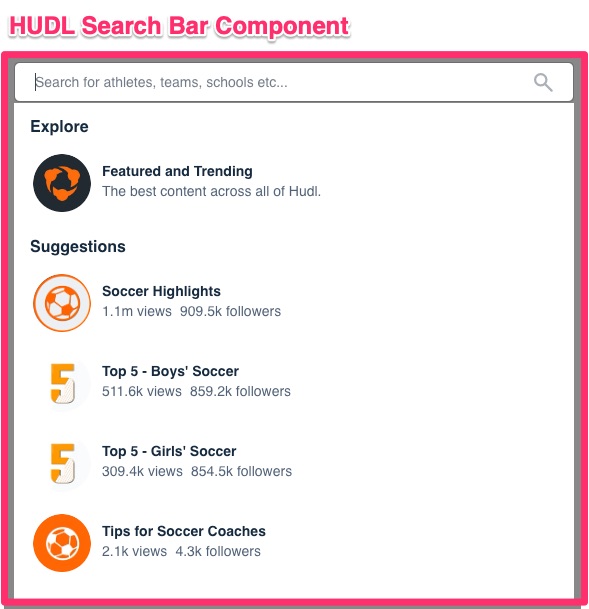 HUDL Search Bar Component
Search for athletes, teams, schools etc...
Explore
Featured and Trending
The best content across all of Hudl.
Suggestions
Soccer Highlights
1.1m views 909.5k followers
5
Top 5 - Boys' Soccer
511.6k views 859.2k followers
5
Top 5 - Girls' Soccer
309.4k views 854.5k followers
Tips for Soccer Coaches
2.1k views 4.3k followers